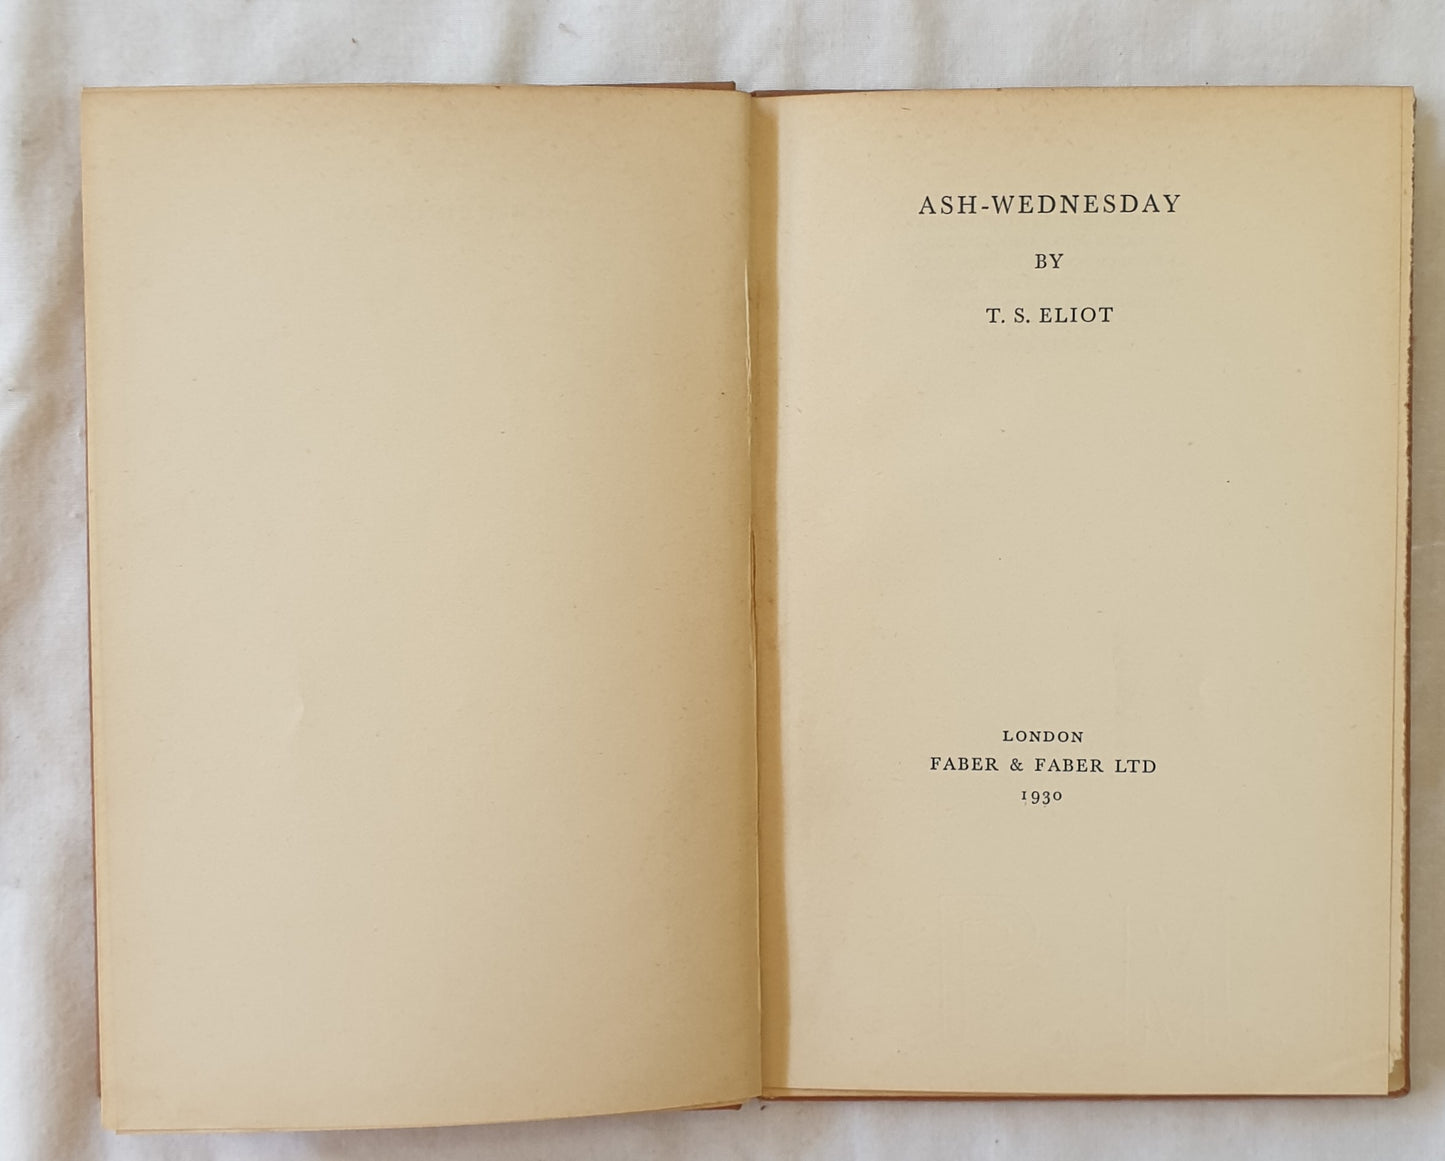 ASH-WEDNESDAY
BY
T. S. ELIOT
LONDON
FABER & FABER LTD
1930
P M